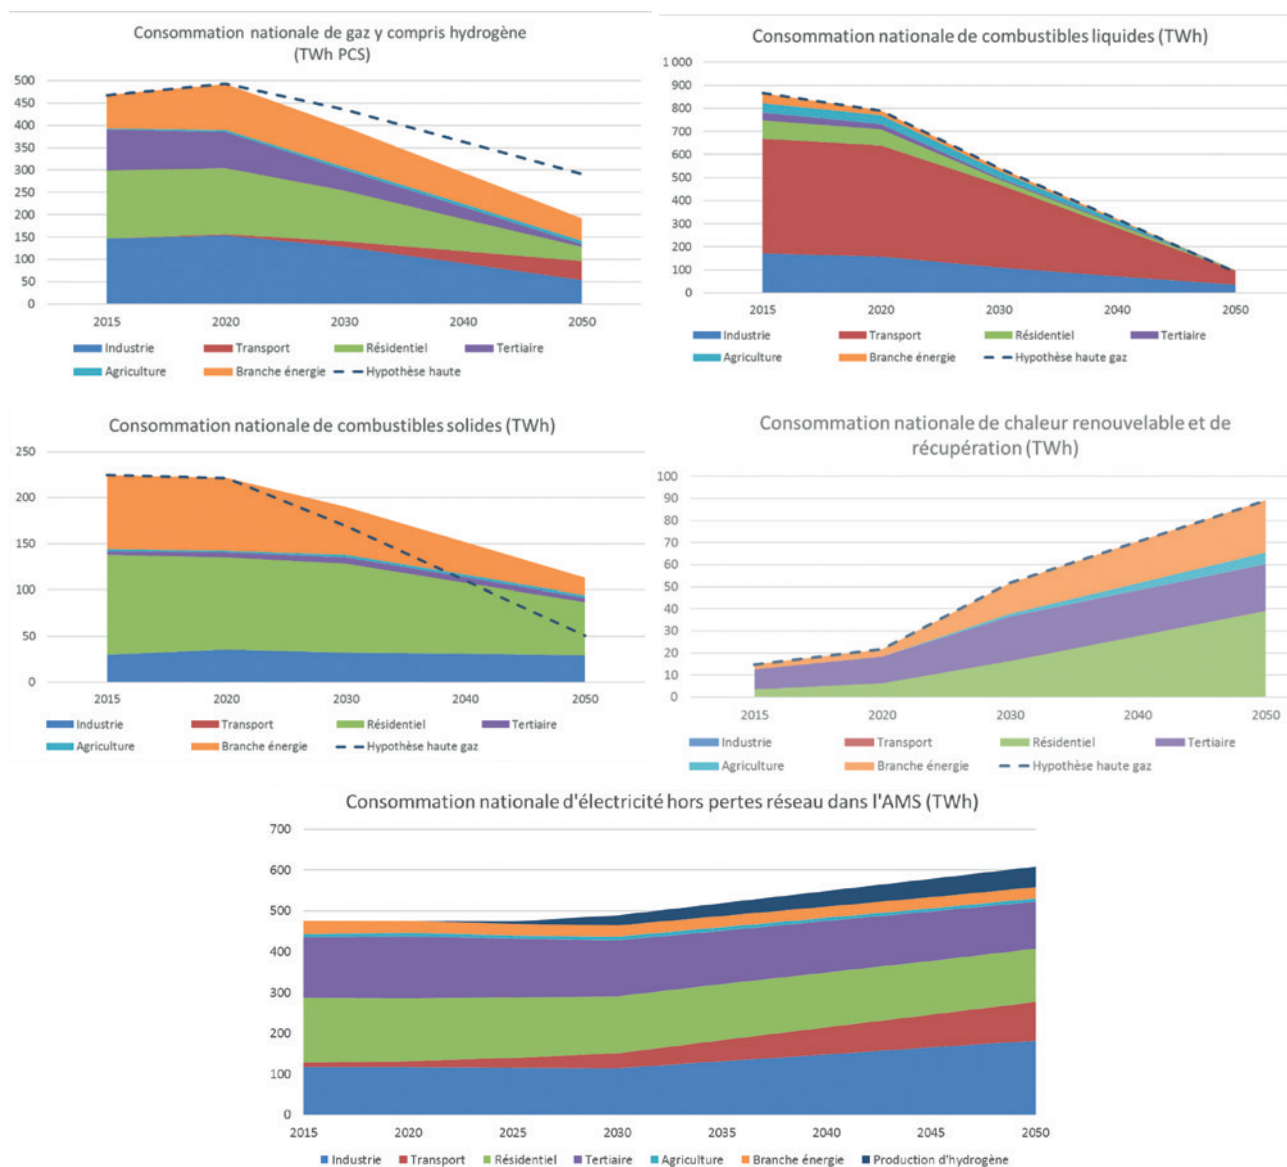 Consommation nationale de gaz y compris hydrogène
(TWh PCS)
500
450
400
350
300
250
200
150
100
50
0
2015 2020 2030 2040 2050
Industrie Transport Résidentiel Tertiaire
Agriculture Branche énergie Hypothèse haute
Consommation nationale de combustibles liquides (TWh)
1 000
900
800
700
600
500
400
300
200
100
0
2015 2020 2030 2040 2050
Industrie Transport Résidentiel Tertiaire
Agriculture Branche énergie Hypothèse haute gaz
Consommation nationale de combustibles solides (TWh)
250
200
150
100
50
0
2015 2020 2030 2040 2050
Industrie Transport Résidentiel Tertiaire
Agriculture Branche énergie Hypothèse haute gaz
Consommation nationale de chaleur renouvelable et de
récupération (TWh)
100
90
80
70
60
50
40
30
20
10
0
2015 2020 2030 2040 2050
Industrie Transport Résidentiel Tertiaire
Agriculture Branche énergie Hypothèse haute gaz
Consommation nationale d'électricité hors pertes réseau dans l'AMS (TWh)
700
600
500
400
300
200
100
0
2015 2020 2025 2030 2035 2040 2045 2050
Industrie Transport Résidentiel Tertiaire Agriculture Branche énergie Production d'hydrogène